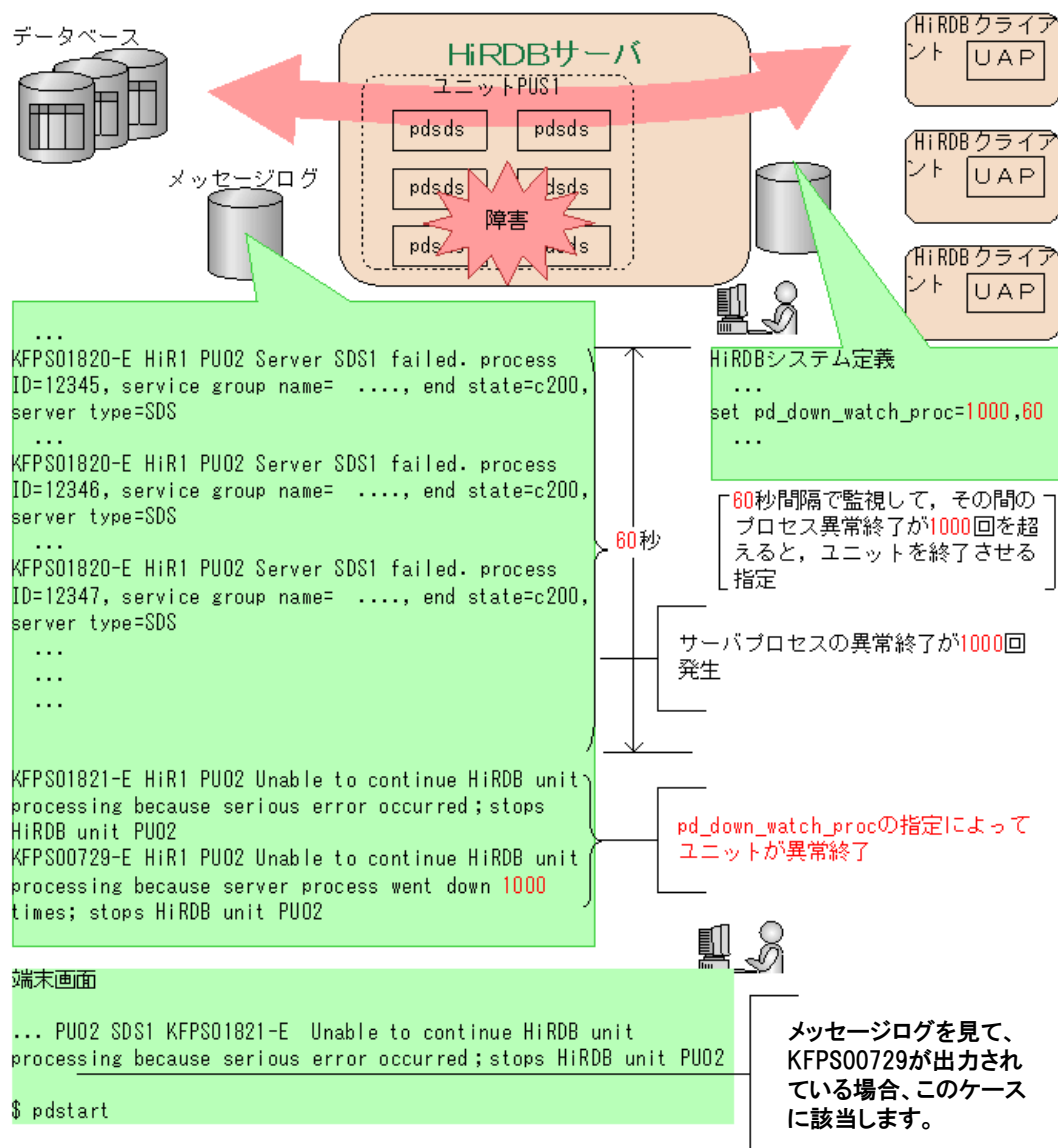 データベース
HiRDBサーバ
ユニットPUS1
pdsds
pdsds
pdsds
dsds
pds
ds
障害
メッセージログ
HiRDBクライア
ント
UAP
HiRDBクライア
ント
UAP
HiRDBクライア
ント
UAP
...
KFPS01820-E HiR1 PU02 Server SDS1 failed. process
ID=12345, service group name= ...., end state=c200,
server type=SDS
...
KFPS01820-E HiR1 PU02 Server SDS1 failed. process
ID=12346, service group name= ...., end state=c200,
server type=SDS
...
KFPS01820-E HiR1 PU02 Server SDS1 failed. process
ID=12347, service group name= ...., end state=c200,
server type=SDS
...
...
...
60秒
HiRDBシステム定義
...
set pd_down_watch_proc=1000,60
...
60秒間隔で監視して，その間の
プロセス異常終了が1000回を超
えると，ユニットを終了させる
指定
サーバプロセスの異常終了が1000回
発生
KFPS01821-E HiR1 PU02 Unable to continue HiRDB unit
processing because serious error occurred;stops
HiRDB unit PU02
KFPS00729-E HiR1 PU02 Unable to continue HiRDB unit
processing because server process went down 1000
times; stops HiRDB unit PU02
pd_down_watch_procの指定によって
ユニットが異常終了
端末画面
... PU02 SDS1 KFPS01821-E  Unable to continue HiRDB unit
processing because serious error occurred;stops HiRDB unit PU02
$ pdstart
メッセージログを見て、
KFPS00729が出力され
ている場合、このケース
に該当します。